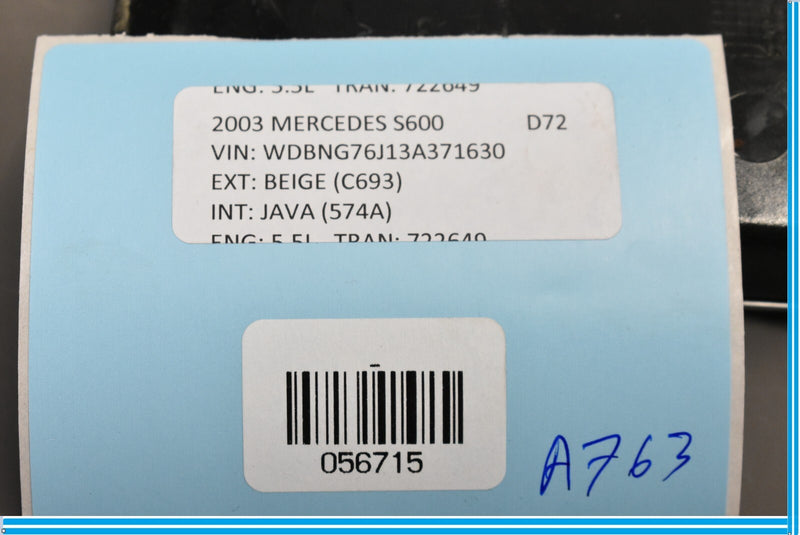 ENG: 5.5L TRAN: 722649
2003 MERCEDES S600 D72
VIN: WDBNG76J13A371630
EXT: BEIGE (C693)
INT: JAVA (574A)
ENG: 5.5L TRAN: 722649
056715
A763